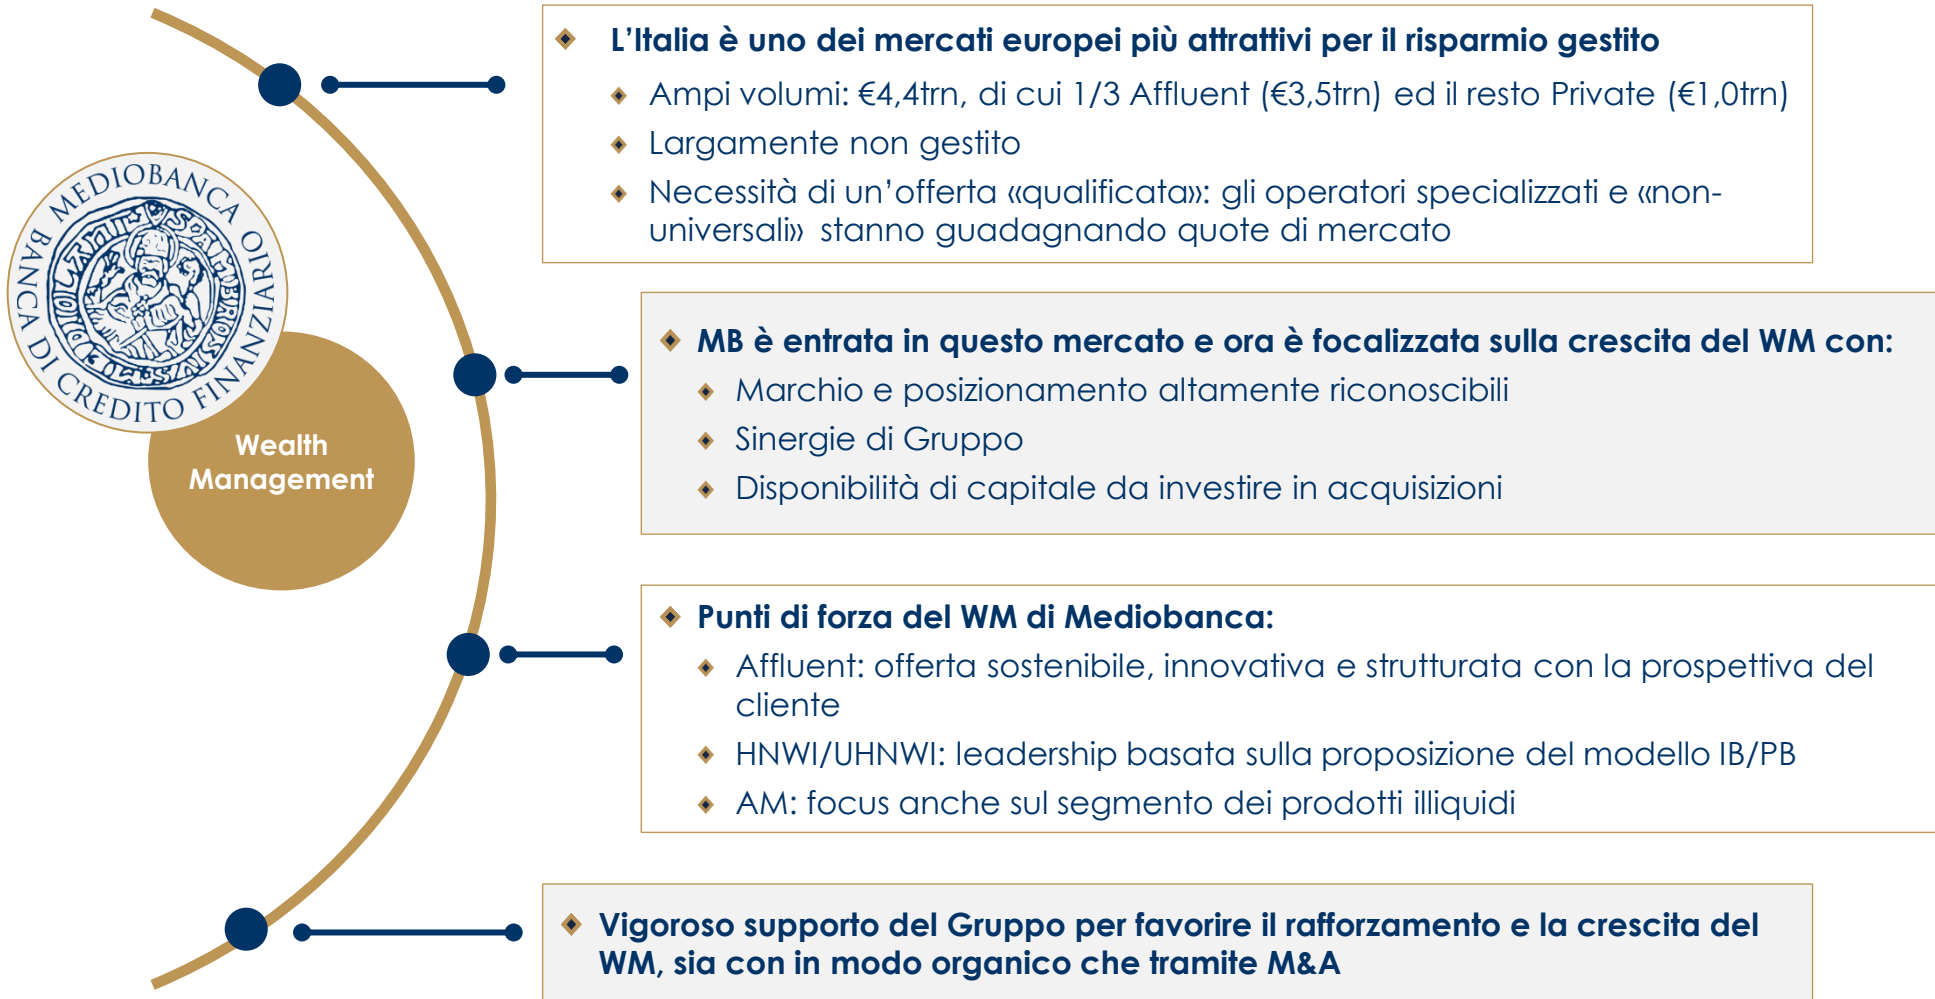 L'Italia è uno dei mercati europei più attrattivi per il risparmio gestito
Ampi volumi: €4,4trn, di cui 1/3 Affluent (€3,5trn) ed il resto Private (€1,0trn)
Largamente non gestito
Necessità di un'offerta «qualificata»: gli operatori specializzati e «non-
universali» stanno guadagnando quote di mercato
MEDIOBANCA
BANCA DI CREDITO FINANZIARIO
Wealth
Management
MB è entrata in questo mercato e ora è focalizzata sulla crescita del WM con:
Marchio e posizionamento altamente riconoscibili
Sinergie di Gruppo
Disponibilità di capitale da investire in acquisizioni
Punti di forza del WM di Mediobanca:
Affluent: offerta sostenibile, innovativa e strutturata con la prospettiva del
cliente
HNWI/UHNWI: leadership basata sulla proposizione del modello IB/PB
AM: focus anche sul segmento dei prodotti illiquidi
Vigoroso supporto del Gruppo per favorire il rafforzamento e la crescita del
WM, sia con in modo organico che tramite M&A